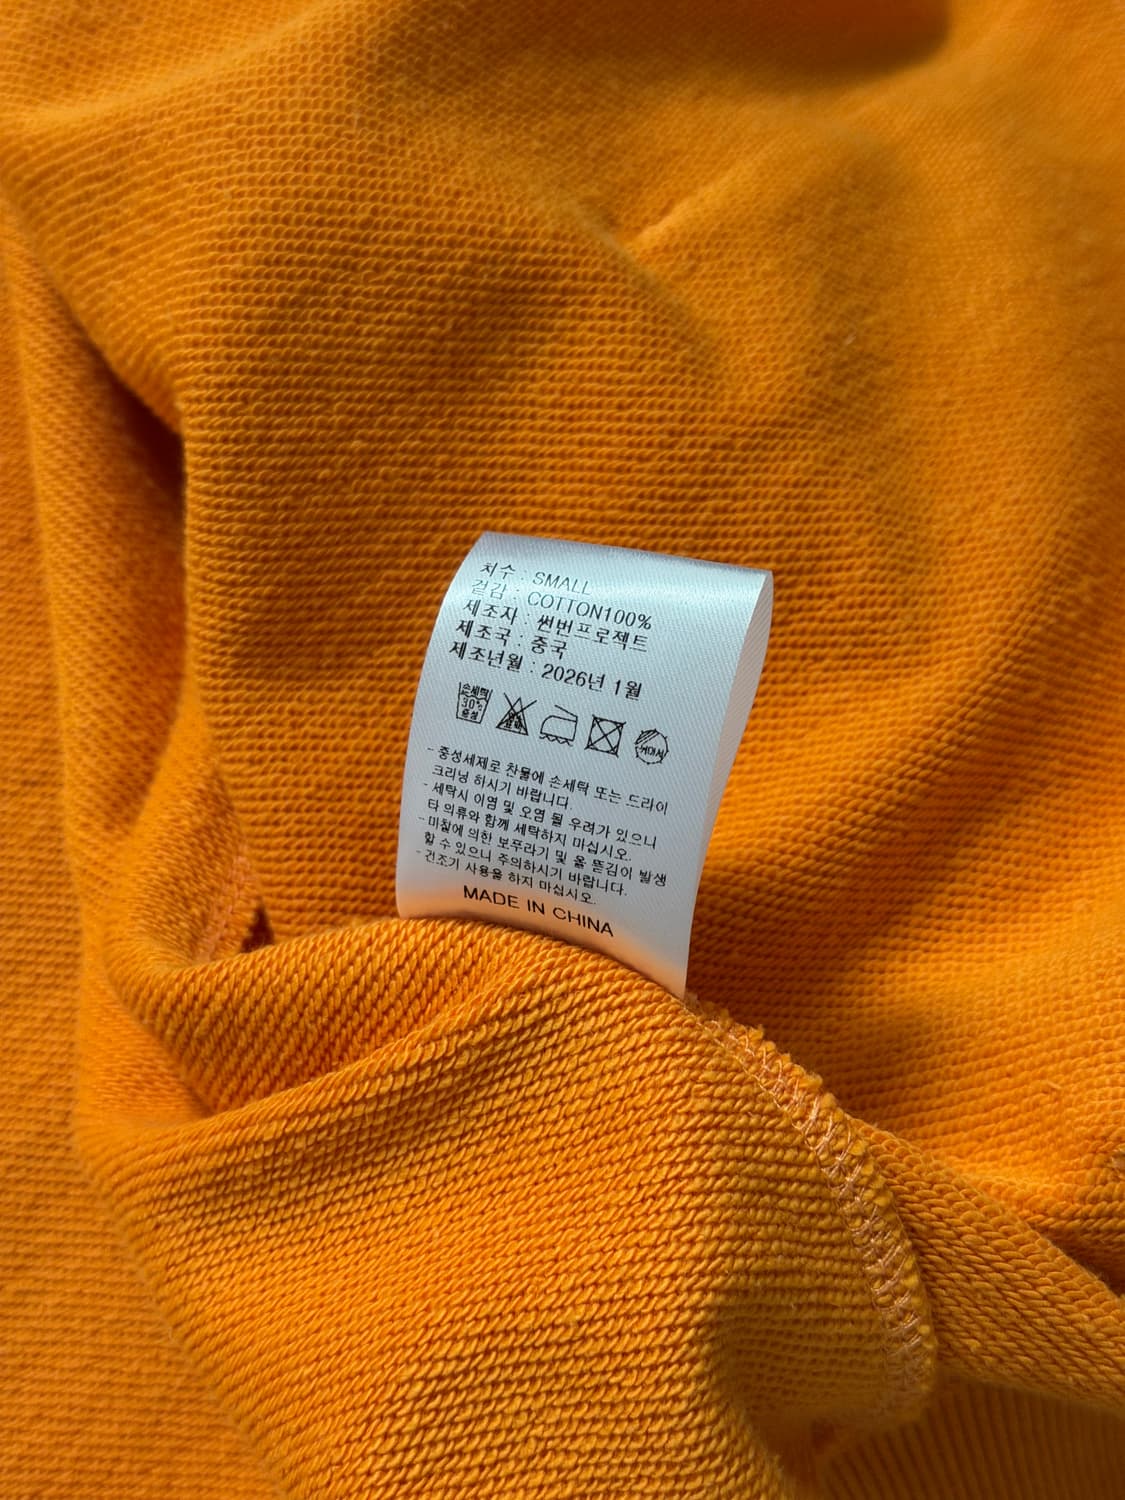 치수 : SMALL
겉감 : COTTON100%
제조자 : 썬번프로젝트
제조국 : 중국
제조년월 : 2026년 1월
손세탁
30℃
중성
- 중성세제로 찬물에 손세탁 또는 드라이
크리닝 하시기 바랍니다.
- 세탁시 이염 및 오염 될 우려가 있으니
타 의류와 함께 세탁하지 마십시오.
- 마찰에 의한 보푸라기 및 올 뜯김이 발생
할 수 있으니 주의하시기 바랍니다.
- 건조기 사용을 하지 마십시오.
MADE IN CHINA